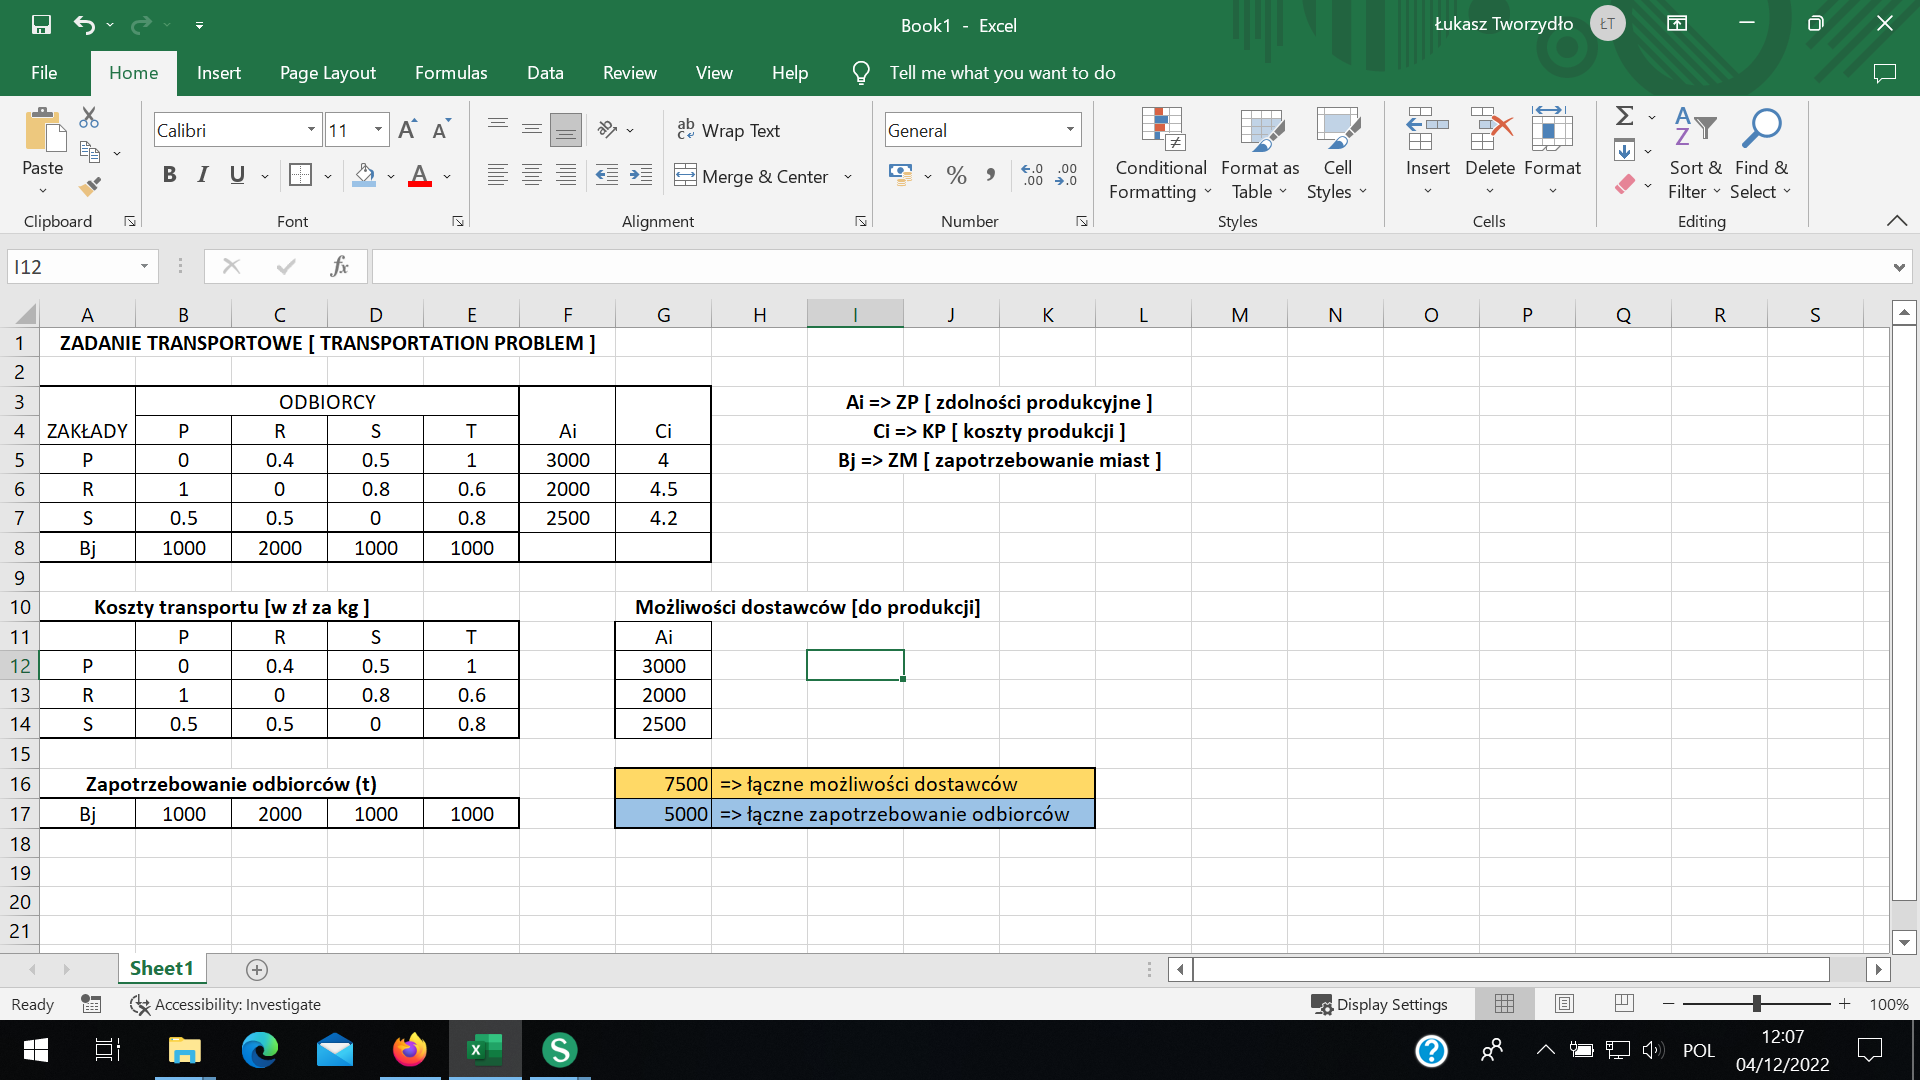 Book1 - Excel
Łukasz Tworzydło
ŁT
File
Home
Insert
Page Layout
Formulas
Data
Review
View
Help
Tell me what you want to do
Paste
Clipboard
Calibri
11
B I U
Font
Wrap Text
Merge & Center
Alignment
General
Number
Conditional Formatting
Format as Table
Cell Styles
Styles
Insert
Delete
Format
Cells
Sort & Filter
Find & Select
Editing
I12
fx
A B C D E F G H I J K L M N O P Q R S
1 ZADANIE TRANSPORTOWE [ TRANSPORTATION PROBLEM ]
2
3 ODBIORCY Ai => ZP [ zdolności produkcyjne ]
4 ZAKŁADY P R S T Ai Ci Ci => KP [ koszty produkcji ]
5 P 0 0.4 0.5 1 3000 4 Bj => ZM [ zapotrzebowanie miast ]
6 R 1 0 0.8 0.6 2000 4.5
7 S 0.5 0.5 0 0.8 2500 4.2
8 Bj 1000 2000 1000 1000
9
10 Koszty transportu [w zł za kg ] Możliwości dostawców [do produkcji]
11 P R S T Ai
12 P 0 0.4 0.5 1 3000
13 R 1 0 0.8 0.6 2000
14 S 0.5 0.5 0 0.8 2500
15
16 Zapotrzebowanie odbiorców (t) 7500 => łączne możliwości dostawców
17 Bj 1000 2000 1000 1000 5000 => łączne zapotrzebowanie odbiorców
18
19
20
21
Sheet1
Ready
Accessibility: Investigate
Display Settings
100%
POL
12:07
04/12/2022